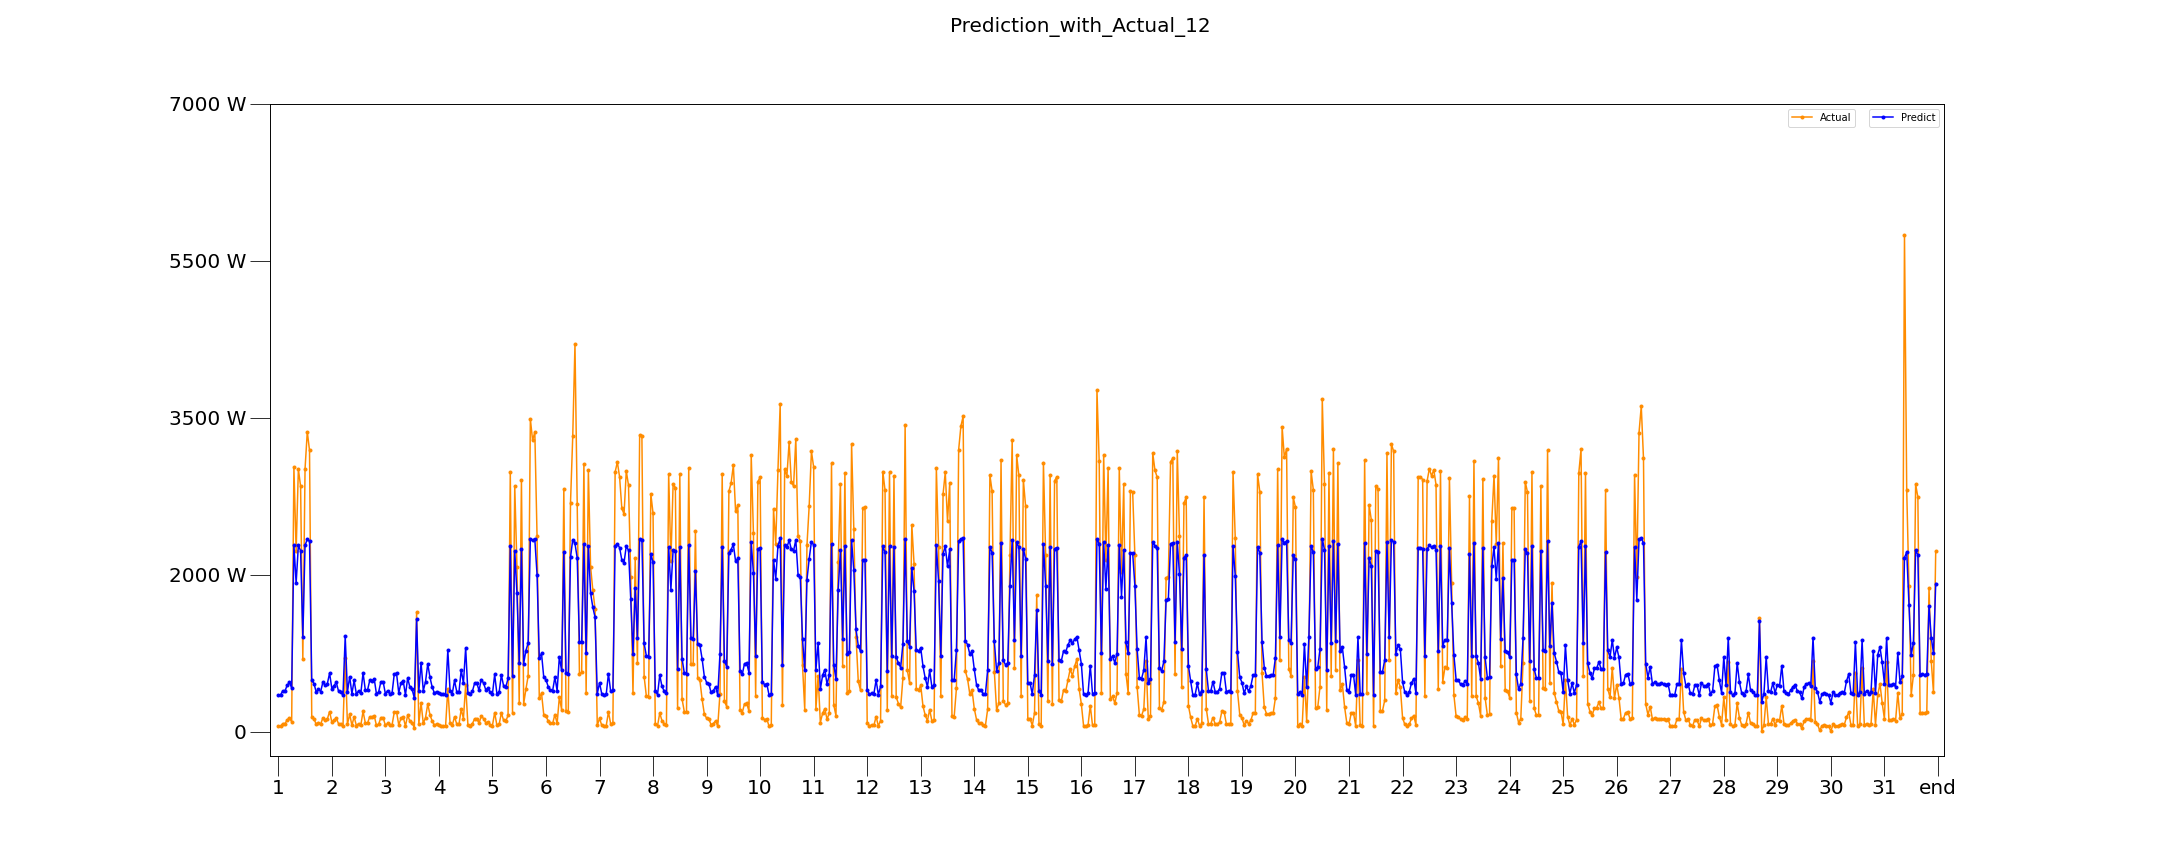 Prediction_with_Actual_12
7000 W
Actual Predict
5500 W
3500 W
2000 W
0
1 2 3 4 5 6 7 8 9 10 11 12 13 14 15 16 17 18 19 20 21 22 23 24 25 26 27 28 29 30 31 end